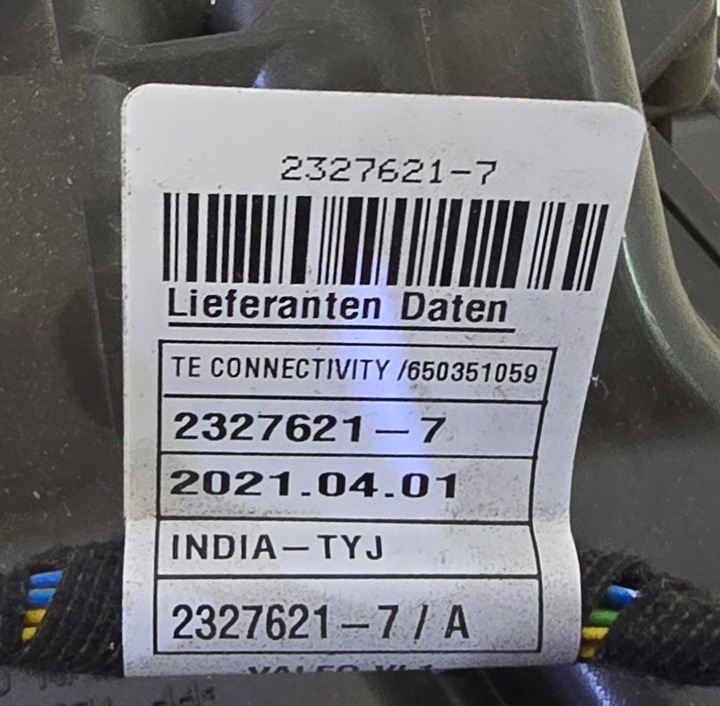 2327621-7
Lieferanten Daten
TE CONNECTIVITY /650351059
2327621-7
2021.04.01
INDIA-TYJ
2327621-7 / A